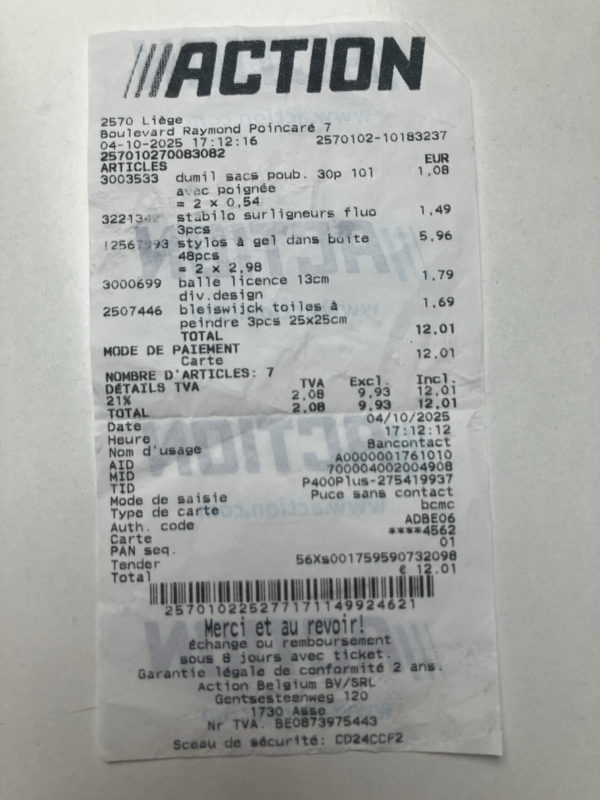 ACTION
2570 Liège
Boulevard Raymond Poincaré 7
04-10-2025 17:12:16 2570102-10183237
257010270083082
ARTICLES EUR
3003533 dumil sacs poub. 30p 10l 1,08
avec poignée
= 2 x 0,54
stabilo surligneurs fluo 1,49
3pcs
stylos à gel dans boite 5,96
48pcs
= 2 x 2,98
3000699 balle licence 13cm 1,79
div.design
2507446 bleiswijck toiles à 1,69
peindre 3pcs 25x25cm
TOTAL 12,01
MODE DE PAIEMENT
Carte 12,01
NOMBRE D'ARTICLES: 7
DÉTAILS TVA TVA Excl. Incl.
21% 2,08 9,93 12,01
TOTAL 2,08 9,93 12,01
Date 04/10/2025
Heure 17:12:12
Nom d'usage Bancontact
AID A0000001761010
MID 700004002004908
TID P400Plus-275419937
Mode de saisie Puce sans contact
Type de carte bcmc
Auth. code ADBE06
Carte ****4562
PAN seq. 01
Tender 56Xs001759590732098
Total € 12.01
257010225277171149924621
Merci et au revoir!
Échange ou remboursement
sous 8 jours avec ticket.
Garantie légale de conformité 2 ans.
Action Belgium BV/SRL
Gentsesteenweg 120
1730 Asse
Nr TVA. BE0873975443
Sceau de sécurité: CD24CCF2